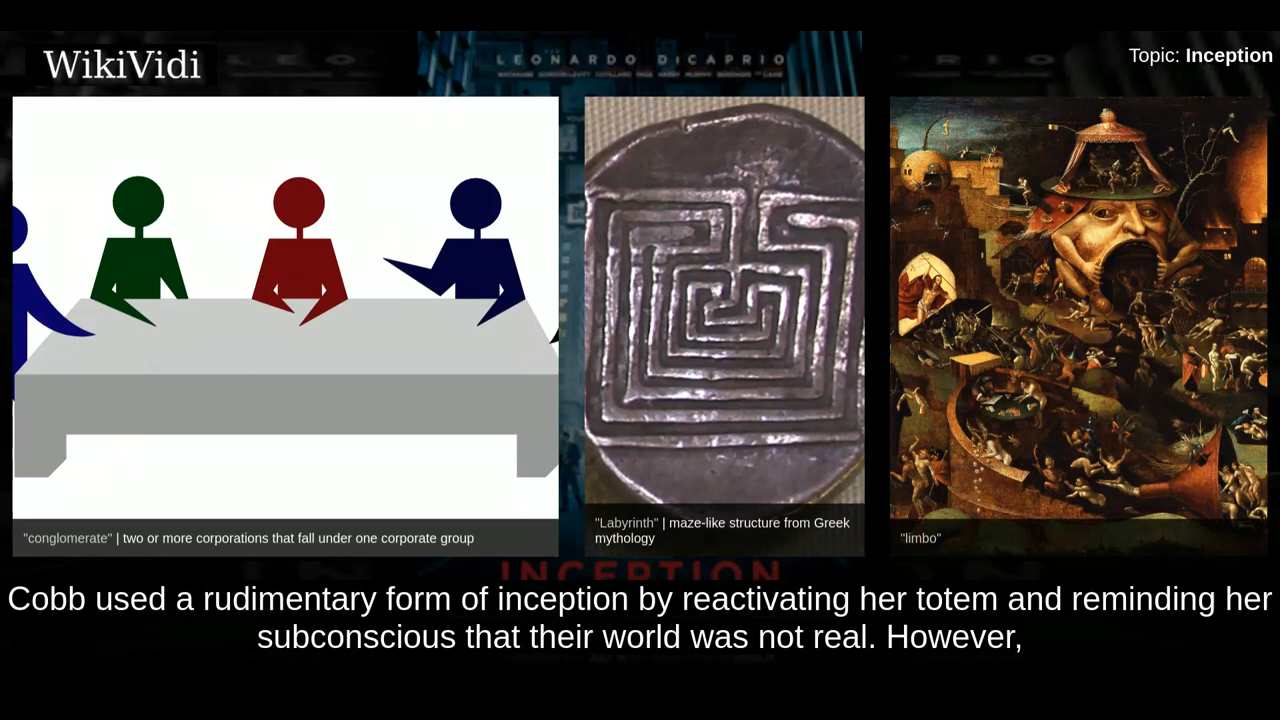 WikiVidi
Topic: Inception
LEONARDO DiCAPRIO
"conglomerate" | two or more corporations that fall under one corporate group
"Labyrinth" | maze-like structure from Greek
mythology
"limbo"
INCEPTION
Cobb used a rudimentary form of inception by reactivating her totem and reminding her
subconscious that their world was not real. However,